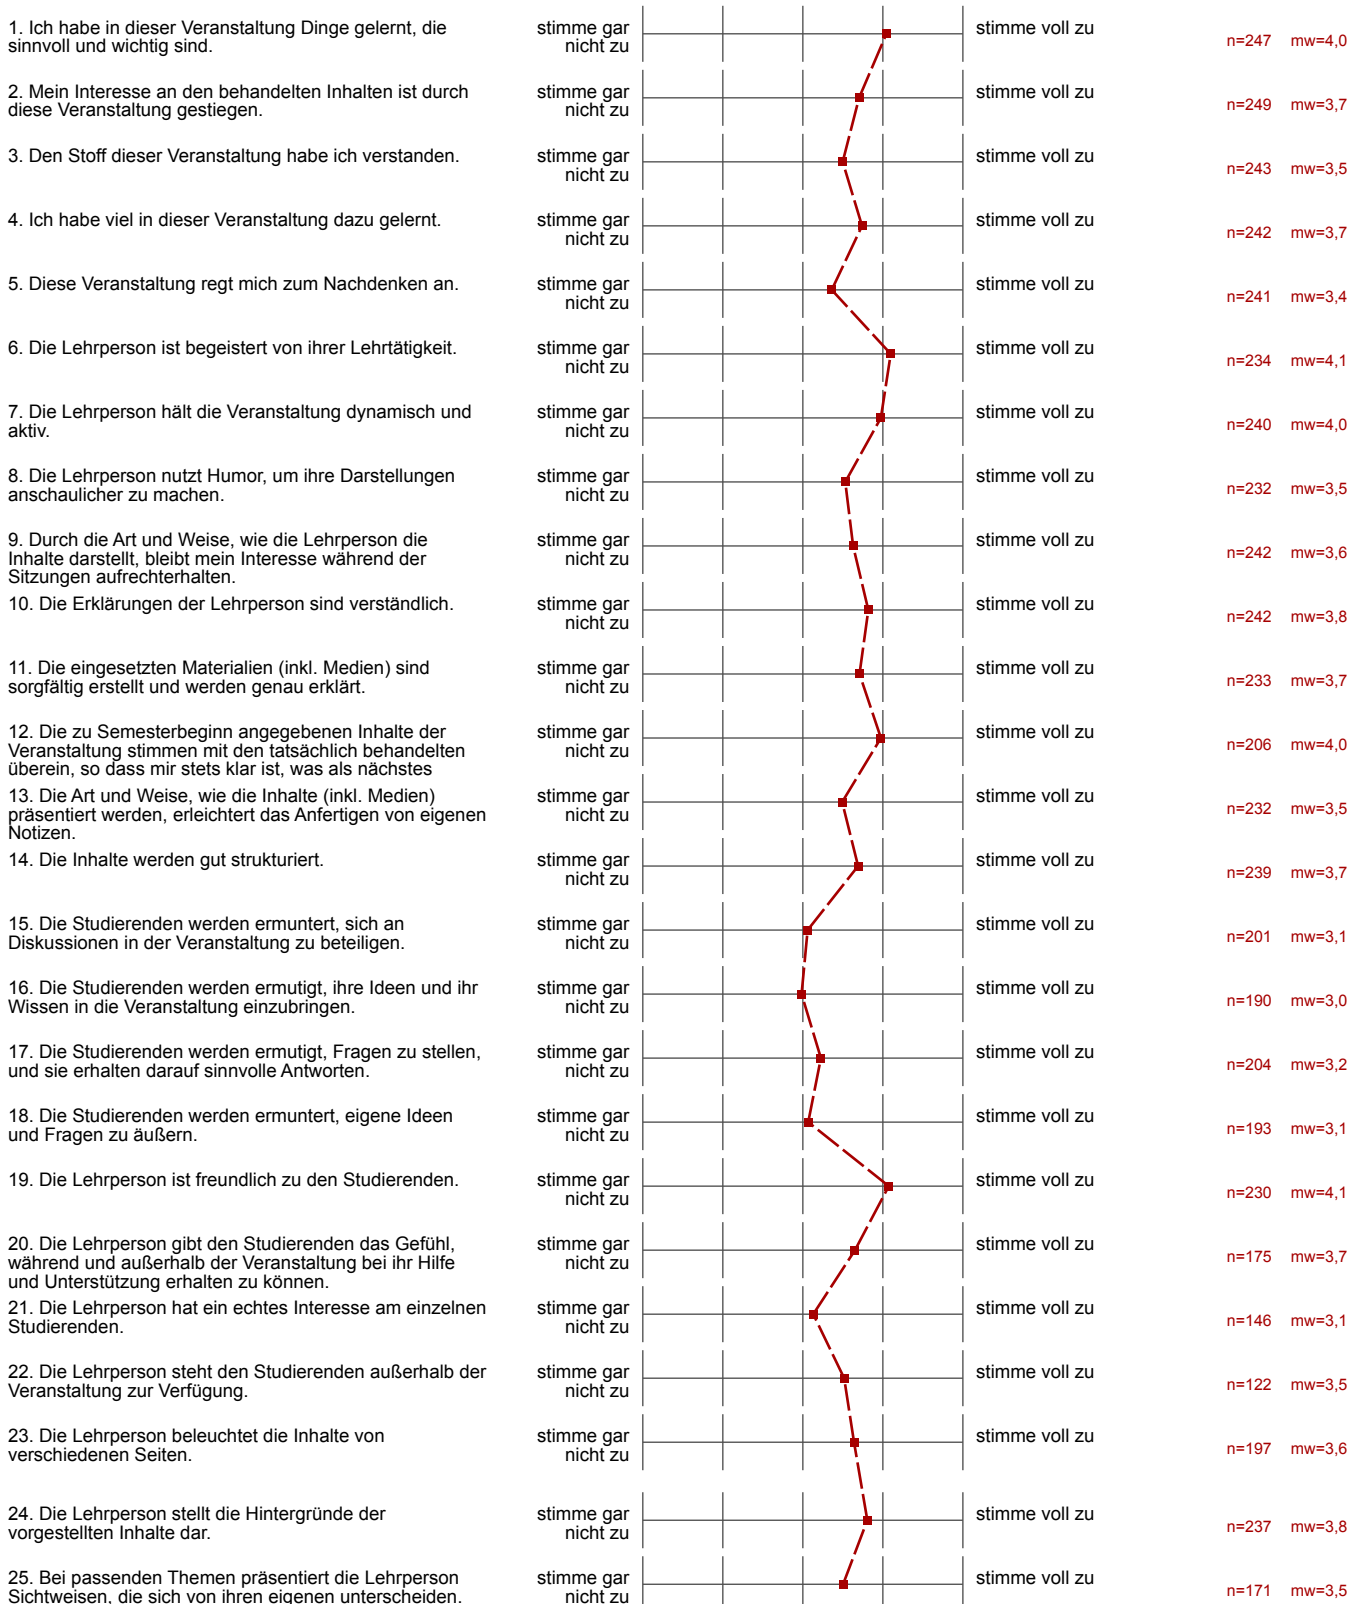 1. Ich habe in dieser Veranstaltung Dinge gelernt, die
sinnvoll und wichtig sind.
stimme gar
nicht zu
stimme voll zu
n=247 mw=4,0
2. Mein Interesse an den behandelten Inhalten ist durch
diese Veranstaltung gestiegen.
stimme gar
nicht zu
stimme voll zu
n=249 mw=3,7
3. Den Stoff dieser Veranstaltung habe ich verstanden.
stimme gar
nicht zu
stimme voll zu
n=243 mw=3,5
4. Ich habe viel in dieser Veranstaltung dazu gelernt.
stimme gar
nicht zu
stimme voll zu
n=242 mw=3,7
5. Diese Veranstaltung regt mich zum Nachdenken an.
stimme gar
nicht zu
stimme voll zu
n=241 mw=3,4
6. Die Lehrperson ist begeistert von ihrer Lehrtätigkeit.
stimme gar
nicht zu
stimme voll zu
n=234 mw=4,1
7. Die Lehrperson hält die Veranstaltung dynamisch und
aktiv.
stimme gar
nicht zu
stimme voll zu
n=240 mw=4,0
8. Die Lehrperson nutzt Humor, um ihre Darstellungen
anschaulicher zu machen.
stimme gar
nicht zu
stimme voll zu
n=232 mw=3,5
9. Durch die Art und Weise, wie die Lehrperson die
Inhalte darstellt, bleibt mein Interesse während der
Sitzungen aufrechterhalten.
stimme gar
nicht zu
stimme voll zu
n=242 mw=3,6
10. Die Erklärungen der Lehrperson sind verständlich.
stimme gar
nicht zu
stimme voll zu
n=242 mw=3,8
11. Die eingesetzten Materialien (inkl. Medien) sind
sorgfältig erstellt und werden genau erklärt.
stimme gar
nicht zu
stimme voll zu
n=233 mw=3,7
12. Die zu Semesterbeginn angegebenen Inhalte der
Veranstaltung stimmen mit den tatsächlich behandelten
überein, so dass mir stets klar ist, was als nächstes
stimme gar
nicht zu
stimme voll zu
n=206 mw=4,0
13. Die Art und Weise, wie die Inhalte (inkl. Medien)
präsentiert werden, erleichtert das Anfertigen von eigenen
Notizen.
stimme gar
nicht zu
stimme voll zu
n=232 mw=3,5
14. Die Inhalte werden gut strukturiert.
stimme gar
nicht zu
stimme voll zu
n=239 mw=3,7
15. Die Studierenden werden ermuntert, sich an
Diskussionen in der Veranstaltung zu beteiligen.
stimme gar
nicht zu
stimme voll zu
n=201 mw=3,1
16. Die Studierenden werden ermutigt, ihre Ideen und ihr
Wissen in die Veranstaltung einzubringen.
stimme gar
nicht zu
stimme voll zu
n=190 mw=3,0
17. Die Studierenden werden ermutigt, Fragen zu stellen,
und sie erhalten darauf sinnvolle Antworten.
stimme gar
nicht zu
stimme voll zu
n=204 mw=3,2
18. Die Studierenden werden ermuntert, eigene Ideen
und Fragen zu äußern.
stimme gar
nicht zu
stimme voll zu
n=193 mw=3,1
19. Die Lehrperson ist freundlich zu den Studierenden.
stimme gar
nicht zu
stimme voll zu
n=230 mw=4,1
20. Die Lehrperson gibt den Studierenden das Gefühl,
während und außerhalb der Veranstaltung bei ihr Hilfe
und Unterstützung erhalten zu können.
stimme gar
nicht zu
stimme voll zu
n=175 mw=3,7
21. Die Lehrperson hat ein echtes Interesse am einzelnen
Studierenden.
stimme gar
nicht zu
stimme voll zu
n=146 mw=3,1
22. Die Lehrperson steht den Studierenden außerhalb der
Veranstaltung zur Verfügung.
stimme gar
nicht zu
stimme voll zu
n=122 mw=3,5
23. Die Lehrperson beleuchtet die Inhalte von
verschiedenen Seiten.
stimme gar
nicht zu
stimme voll zu
n=197 mw=3,6
24. Die Lehrperson stellt die Hintergründe der
vorgestellten Inhalte dar.
stimme gar
nicht zu
stimme voll zu
n=237 mw=3,8
25. Bei passenden Themen präsentiert die Lehrperson
Sichtweisen, die sich von ihren eigenen unterscheiden.
stimme gar
nicht zu
stimme voll zu
n=171 mw=3,5